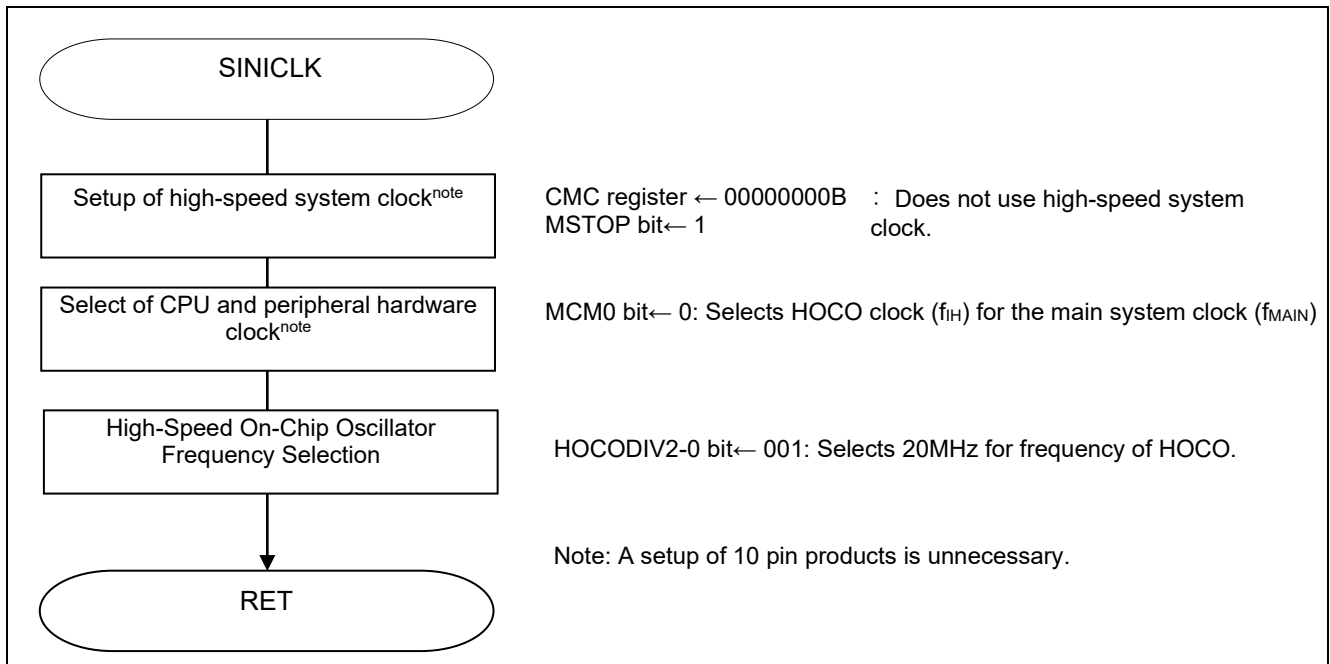 SINICLK
Setup of high-speed system clocknote
CMC register ← 00000000B : Does not use high-speed system
MSTOP bit← 1 clock.
Select of CPU and peripheral hardware
clocknote
MCM0 bit← 0: Selects HOCO clock (fIH) for the main system clock (fMAIN)
High-Speed On-Chip Oscillator
Frequency Selection
HOCODIV2-0 bit← 001: Selects 20MHz for frequency of HOCO.
Note: A setup of 10 pin products is unnecessary.
RET